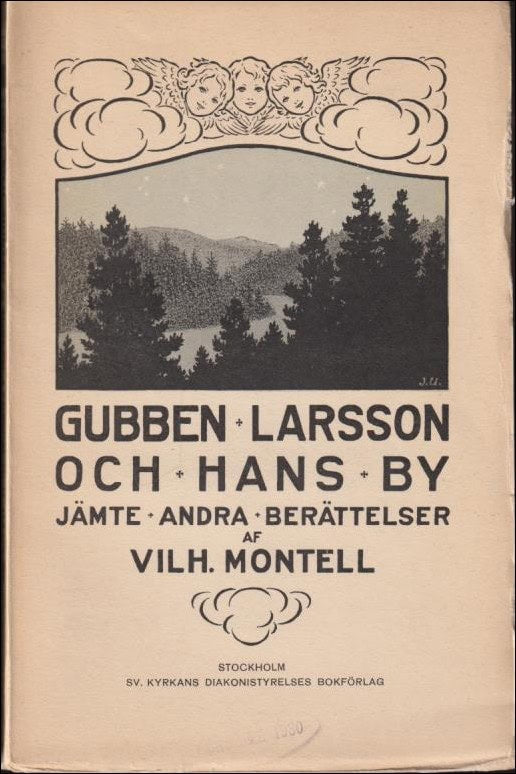 J.U.
GUBBEN + LARSSON
OCH + HANS + BY
JÄMTE + ANDRA + BERÄTTELSER
AF
VILH. MONTELL
STOCKHOLM
SV. KYRKANS DIAKONISTYRELSES BOKFÖRLAG